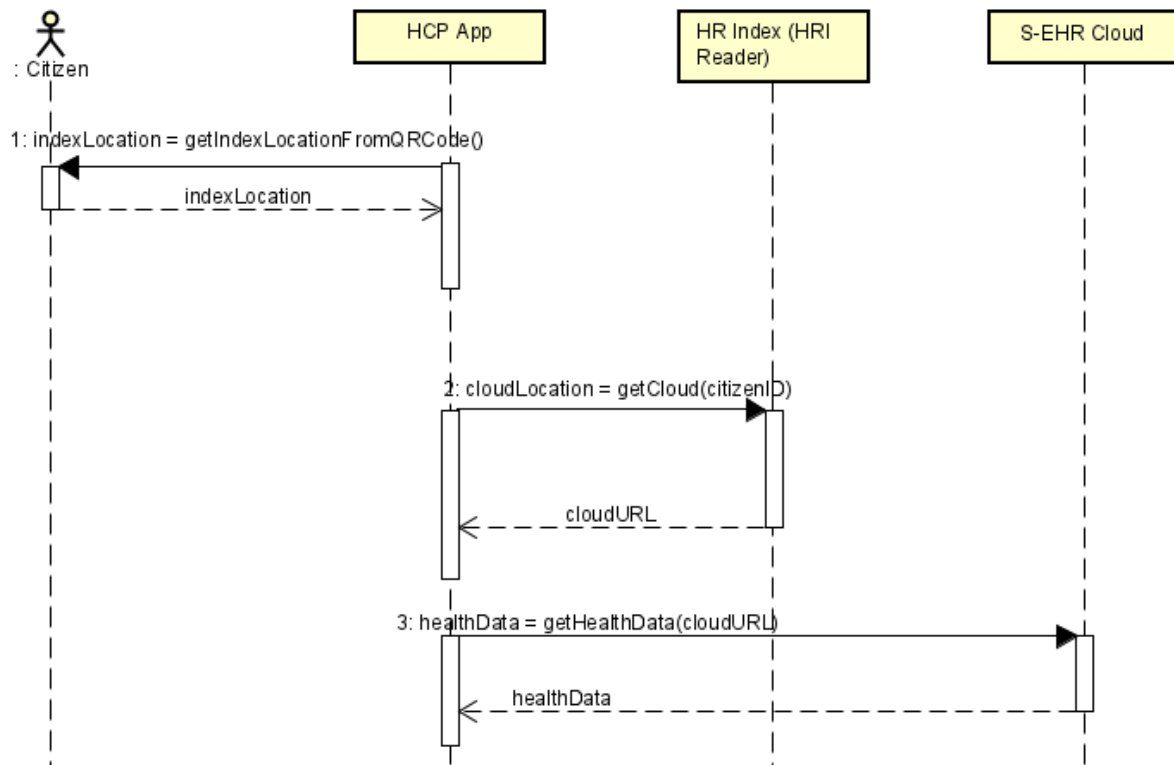 : Citizen
HCP App
HR Index (HRI
Reader)
S-EHR Cloud
1: indexLocation = getIndexLocationFromQRCode()
indexLocation
2: cloudLocation = getCloud(citizenID)
cloudURL
3: healthData = getHealthData(cloudURL)
healthData